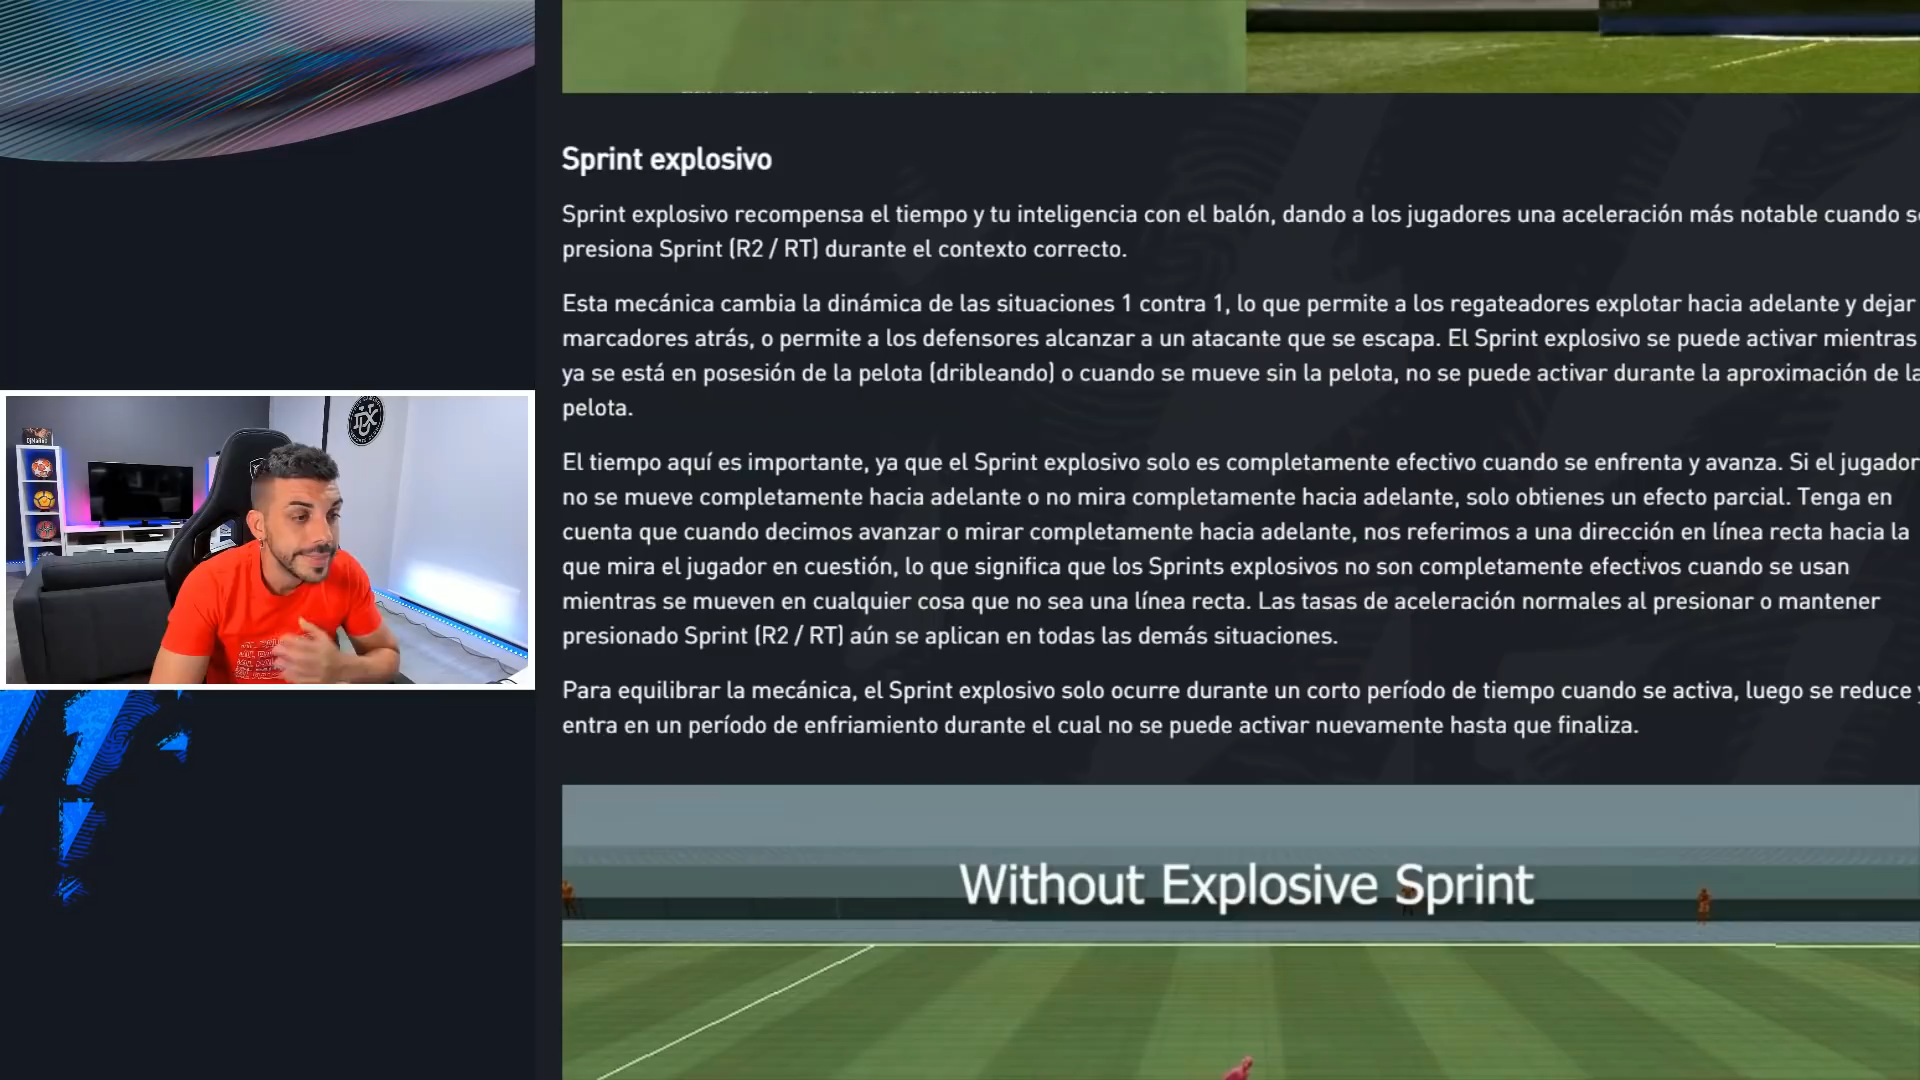 Sprint explosivo
Sprint explosivo recompensa el tiempo y tu inteligencia con el balón, dando a los jugadores una aceleración más notable cuando
presiona Sprint (R2 / RT) durante el contexto correcto.
Esta mecánica cambia la dinámica de las situaciones 1 contra 1, lo que permite a los regateadores explotar hacia adelante y dejar
marcadores atrás, o permite a los defensores alcanzar a un atacante que se escapa. El Sprint explosivo se puede activar mientras
ya se está en posesión de la pelota (dribleando) o cuando se mueve sin la pelota, no se puede activar durante la aproximación de
pelota.
El tiempo aquí es importante, ya que el Sprint explosivo solo es completamente efectivo cuando se enfrenta y avanza. Si el jugador
no se mueve completamente hacia adelante o no mira completamente hacia adelante, solo obtienes un efecto parcial. Tenga en
cuenta que cuando decimos avanzar o mirar completamente hacia adelante, nos referimos a una dirección en línea recta hacia la
que mira el jugador en cuestión, lo que significa que los Sprints explosivos no son completamente efectivos cuando se usan
mientras se mueven en cualquier cosa que no sea una línea recta. Las tasas de aceleración normales al presionar o mantener
presionado Sprint (R2 / RT) aún se aplican en todas las demás situaciones.
Para equilibrar la mecánica, el Sprint explosivo solo ocurre durante un corto período de tiempo cuando se activa, luego se reduce y
entra en un período de enfriamiento durante el cual no se puede activar nuevamente hasta que finaliza.
Without Explosive Sprint